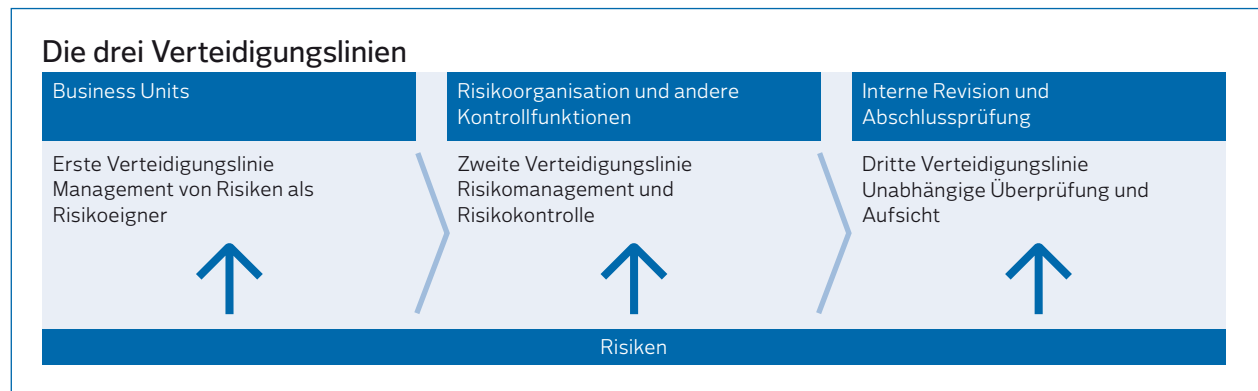 Die drei Verteidigungslinien
Business Units
Risikoorganisation und andere
Kontrollfunktionen
Interne Revision und
Abschlussprüfung
Erste Verteidigungslinie
Management von Risiken als
Risikoeigner
Zweite Verteidigungslinie
Risikomanagement und
Risikokontrolle
Dritte Verteidigungslinie
Unabhängige Überprüfung und
Aufsicht
Risiken